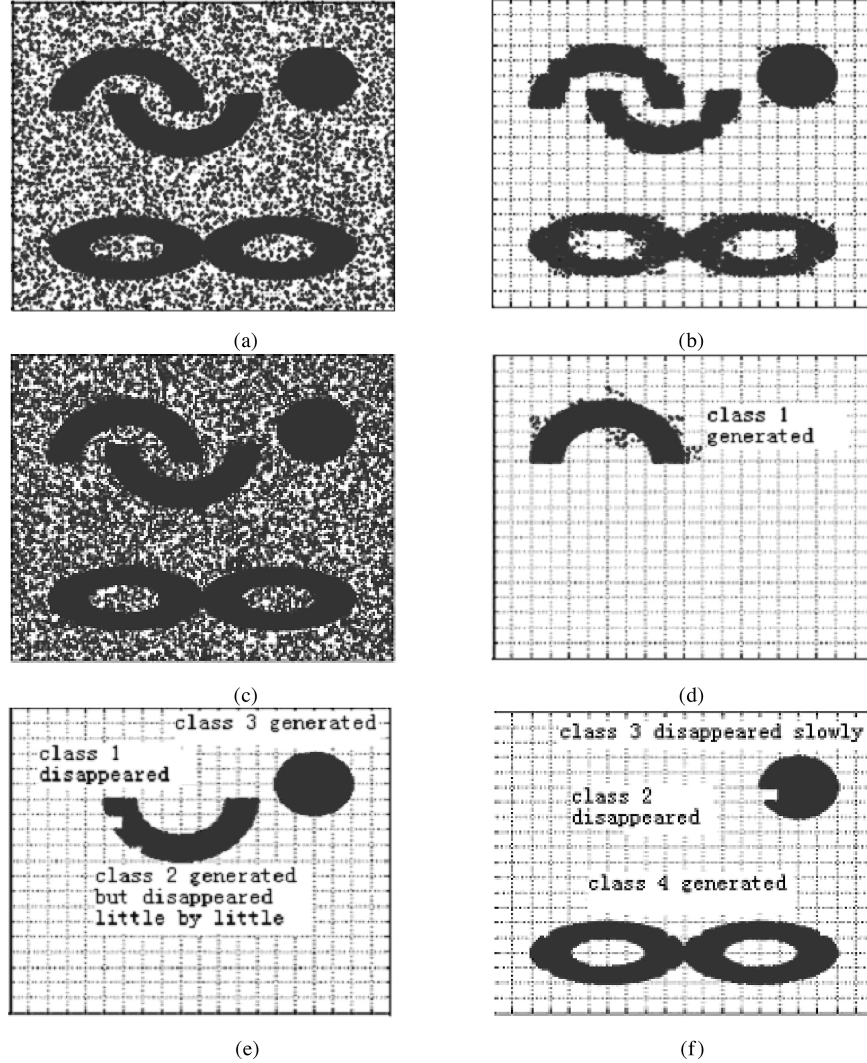 (a)
(b)
class 1
generated
(c)
(d)
class 3 generated
class 1
disappeared
class 2 generated
but disappeared
little by little
class 3 disappeared slowly
class 2
disappeared
class 4 generated
(e)
(f)